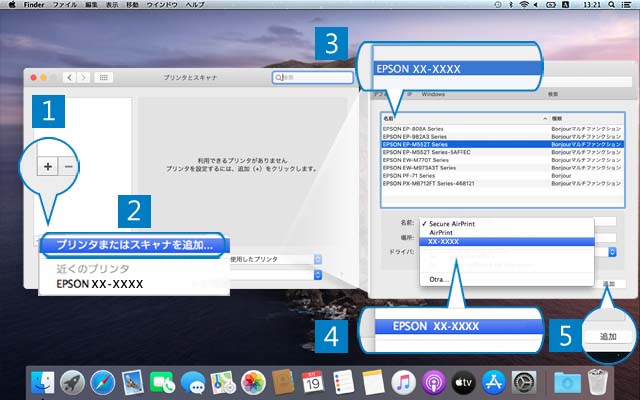 Finder ファイル 編集 表示 移動 ウインドウ ヘルプ
13:21
プリンタとスキャナ
検索
1
+ −
利用できるプリンタがありません
プリンタを設定するには、追加（+）をクリックします。
2
プリンタまたはスキャナを追加...
近くのプリンタ
EPSON XX-XXXX
使用したプリンタ
3
EPSON XX-XXXX
デフォルト IP Windows 検索
名前 種類
EPSON EP-808A Series Bonjourマルチファンクション
EPSON EP-982A3 Series Bonjourマルチファンクション
EPSON EP-M552T Series Bonjourマルチファンクション
EPSON EP-M552T Series-5AFFEC Bonjourマルチファンクション
EPSON EW-M770T Series Bonjourマルチファンクション
EPSON EW-M973A3T Series Bonjourマルチファンクション
EPSON PF-71 Series Bonjour
EPSON PX-M6712FT Series-468121 Bonjourマルチファンクション
名前:
場所:
ドライバ:
✓ Secure AirPrint
AirPrint
XX-XXXX
Otra...
追加
4
EPSON XX-XXXX
5
追加
19
tv